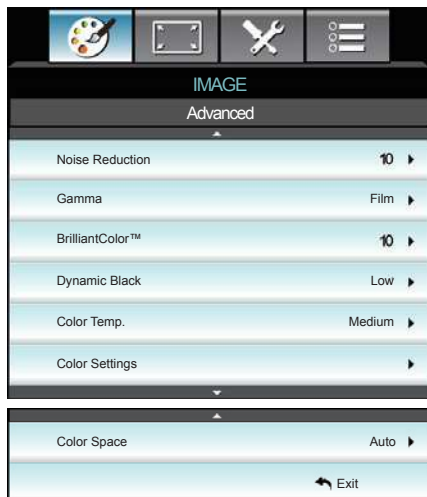 IMAGE
Advanced
Noise Reduction 10
Gamma Film
BrilliantColor™ 10
Dynamic Black Low
Color Temp. Medium
Color Settings
Color Space Auto
Exit